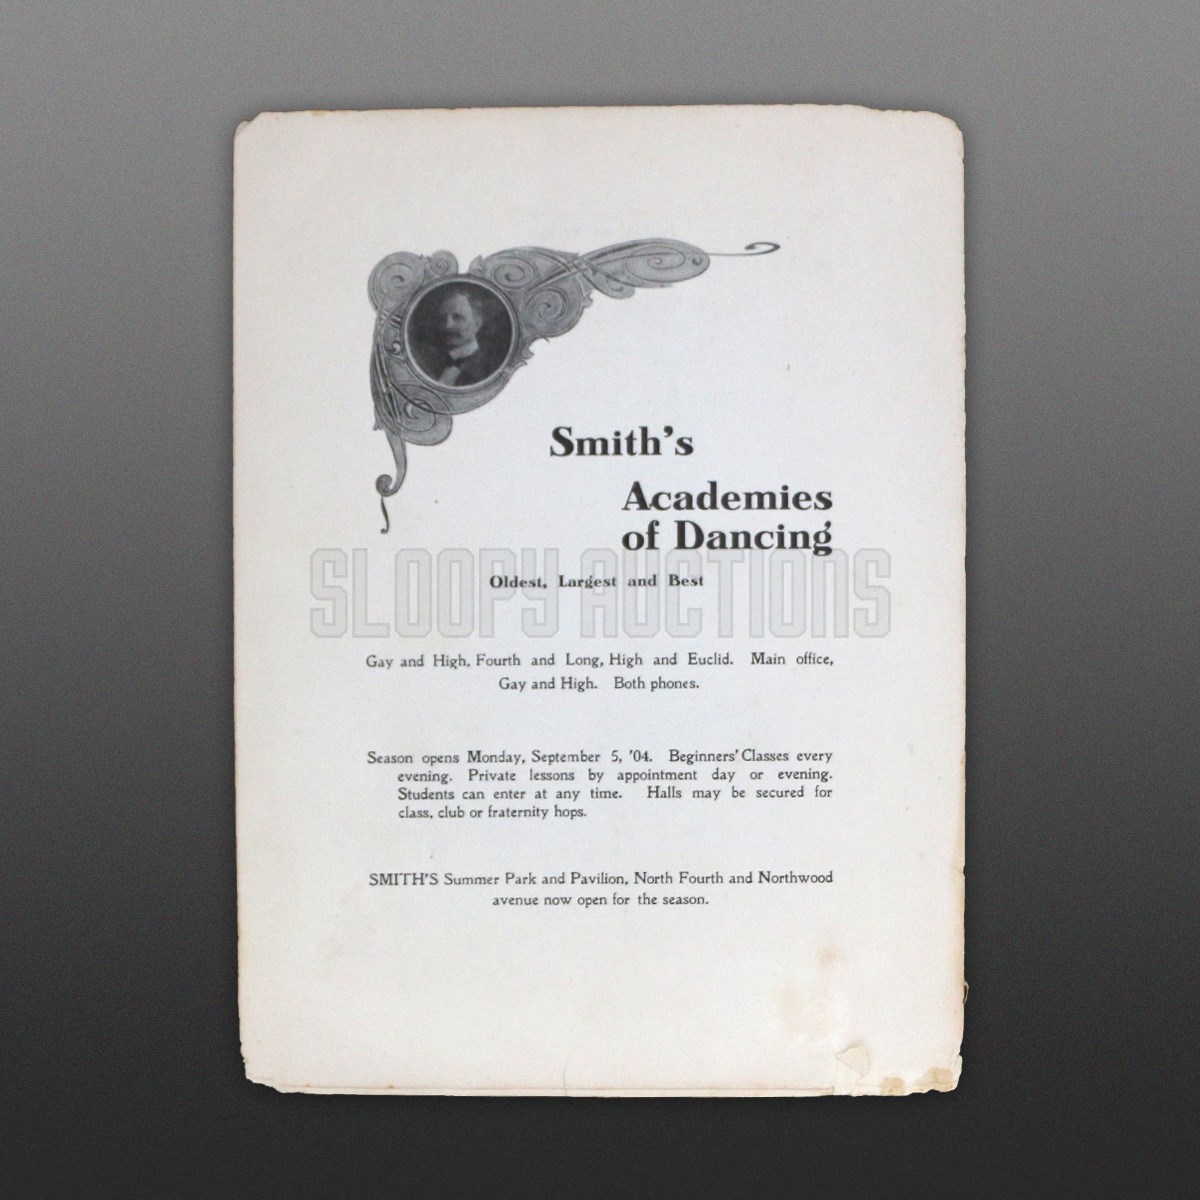 Smith's
Academies
of Dancing
SLOOPY AUCTIONS
Oldest, Largest and Best
Gay and High, Fourth and Long, High and Euclid. Main office,
Gay and High. Both phones.
Season opens Monday, September 5, '04. Beginners' Classes every
evening. Private lessons by appointment day or evening.
Students can enter at any time. Halls may be secured for
class, club or fraternity hops.
SMITH'S Summer Park and Pavilion, North Fourth and Northwood
avenue now open for the season.